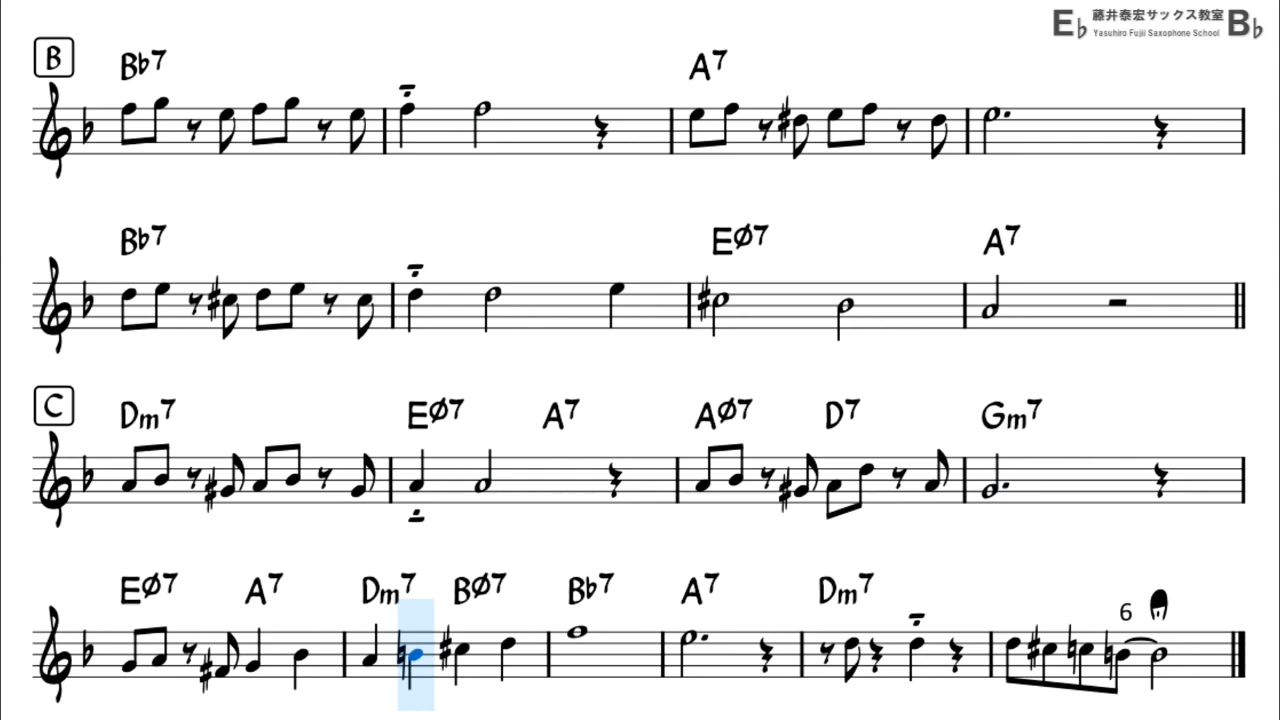 E♭ 藤井泰宏サックス教室 B♭
Yasuhiro Fujii Saxophone School
B
B♭7 A7
B♭7 EØ7 A7
C
Dm7 EØ7 A7 AØ7 D7 Gm7
EØ7 A7 Dm7 BØ7 B♭7 A7 Dm7
6